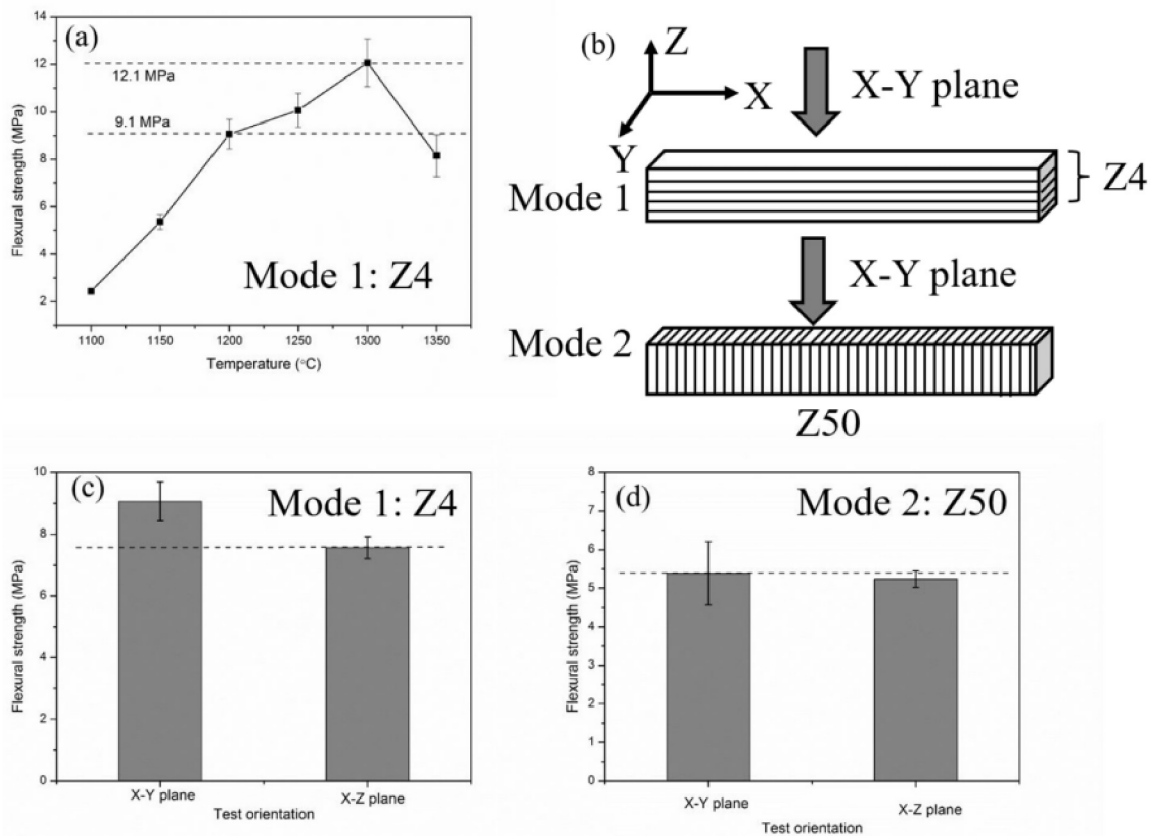 (a)
14
12
10
8
6
4
2
12.1 MPa
9.1 MPa
Mode 1: Z4
1100 1150 1200 1250 1300 1350
Temperature (°C)
Flexural strength (MPa)
(b)
Z
X
Y
X-Y plane
Mode 1
Z4
X-Y plane
Mode 2
Z50
(c)
Mode 1: Z4
10
8
6
4
2
0
X-Y plane X-Z plane
Test orientation
Flexural strength (MPa)
(d)
Mode 2: Z50
8
7
6
5
4
3
2
1
0
X-Y plane X-Z plane
Test orientation
Flexural strength (MPa)